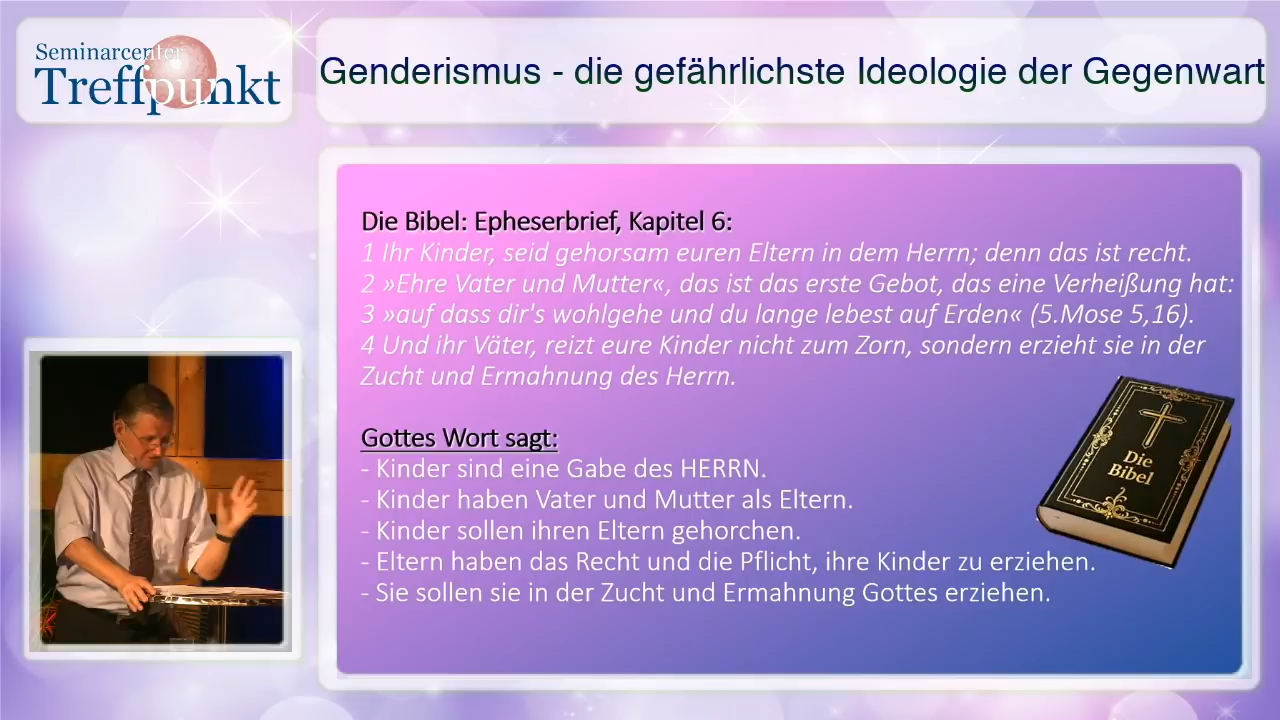 Seminarcenter
Treffpunkt
Genderismus - die gefährlichste Ideologie der Gegenwart
Die Bibel: Epheserbrief, Kapitel 6:
1 Ihr Kinder, seid gehorsam euren Eltern in dem Herrn; denn das ist recht.
2 »Ehre Vater und Mutter«, das ist das erste Gebot, das eine Verheißung hat:
3 »auf dass dir's wohlgehe und du lange lebest auf Erden« (5.Mose 5,16).
4 Und ihr Väter, reizt eure Kinder nicht zum Zorn, sondern erzieht sie in der
Zucht und Ermahnung des Herrn.
Gottes Wort sagt:
- Kinder sind eine Gabe des HERRN.
- Kinder haben Vater und Mutter als Eltern.
- Kinder sollen ihren Eltern gehorchen.
- Eltern haben das Recht und die Pflicht, ihre Kinder zu erziehen.
- Sie sollen sie in der Zucht und Ermahnung Gottes erziehen.
Die
Bibel